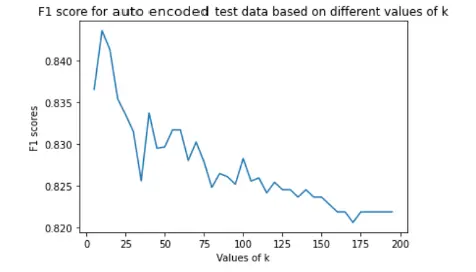 F1 score for auto encoded test data based on different values of k
0.840
0.835
0.830
0.825
0.820
F1 scores
0 25 50 75 100 125 150 175 200
Values of k